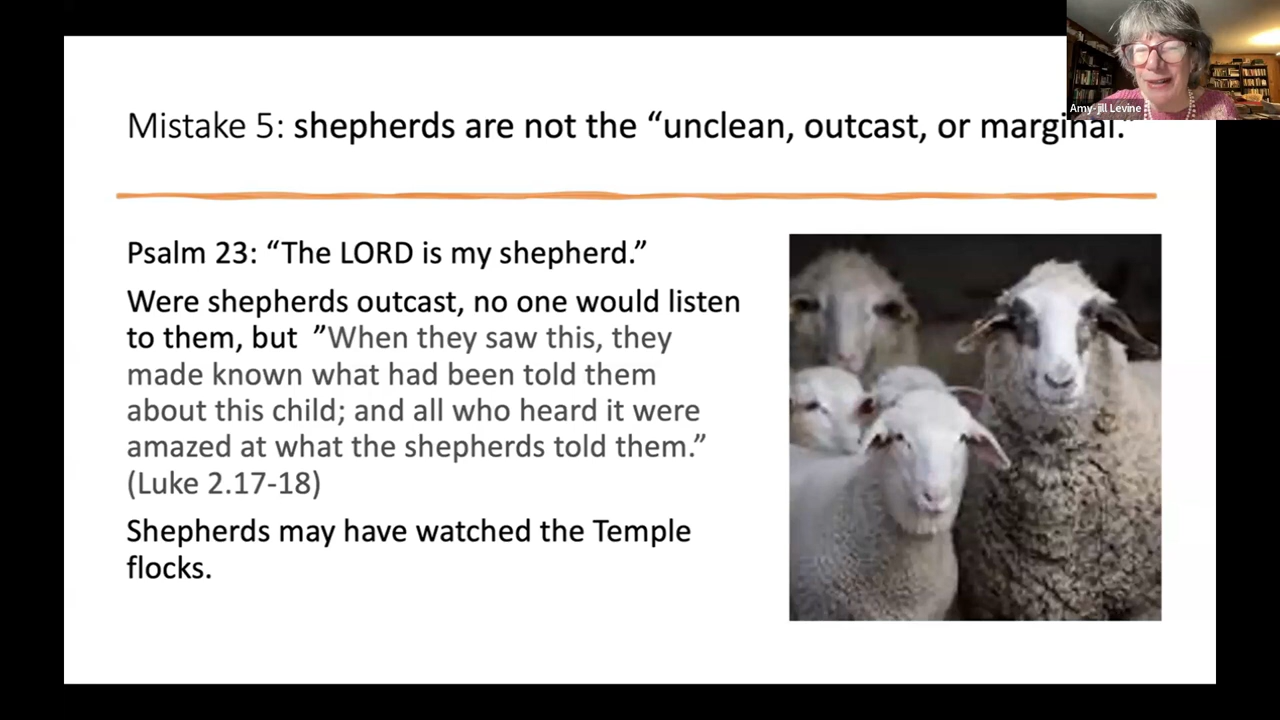 Amy-jill Levine
Mistake 5: shepherds are not the “unclean, outcast, or marginal.”
Psalm 23: “The LORD is my shepherd.”
Were shepherds outcast, no one would listen
to them, but ”When they saw this, they
made known what had been told them
about this child; and all who heard it were
amazed at what the shepherds told them.”
(Luke 2.17-18)
Shepherds may have watched the Temple
flocks.